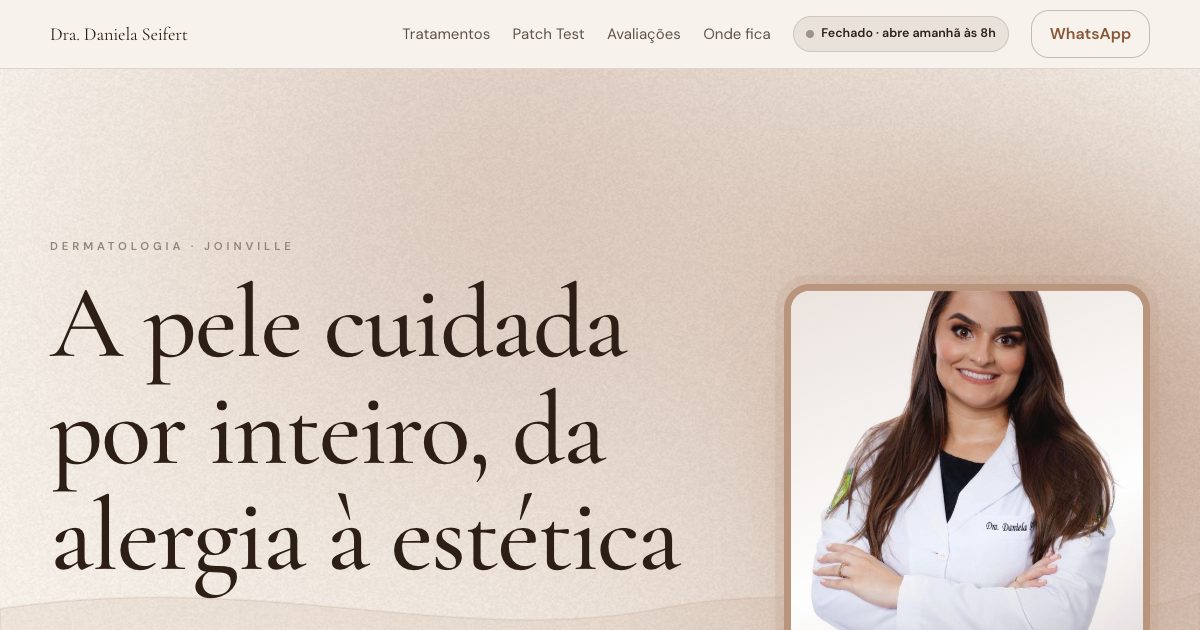 Dra. Daniela Seifert
Tratamentos
Patch Test
Avaliações
Onde fica
Fechado · abre amanhã às 8h
WhatsApp
DERMATOLOGIA · JOINVILLE
A pele cuidada
por inteiro, da
alergia à estética
Dra. Daniela